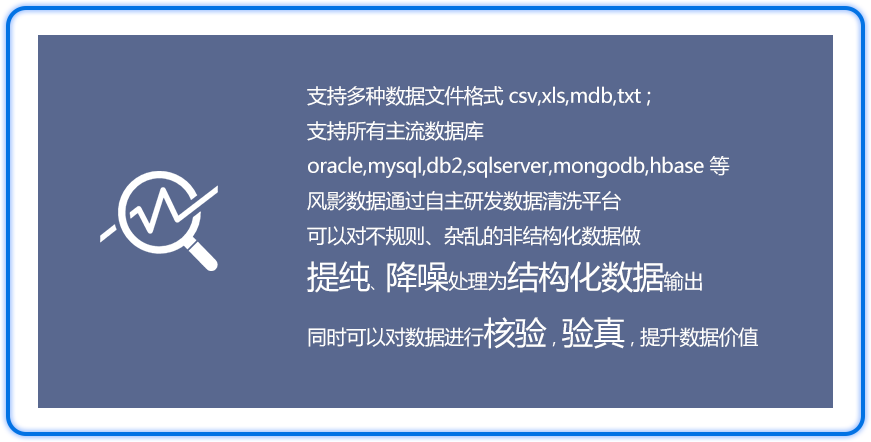 支持多种数据文件格式 csv,xls,mdb,txt ;
支持所有主流数据库
oracle,mysql,db2,sqlserver,mongodb,hbase 等
风影数据通过自主研发数据清洗平台
可以对不规则、杂乱的非结构化数据做
提纯、降噪处理为结构化数据输出
同时可以对数据进行核验 , 验真 , 提升数据价值